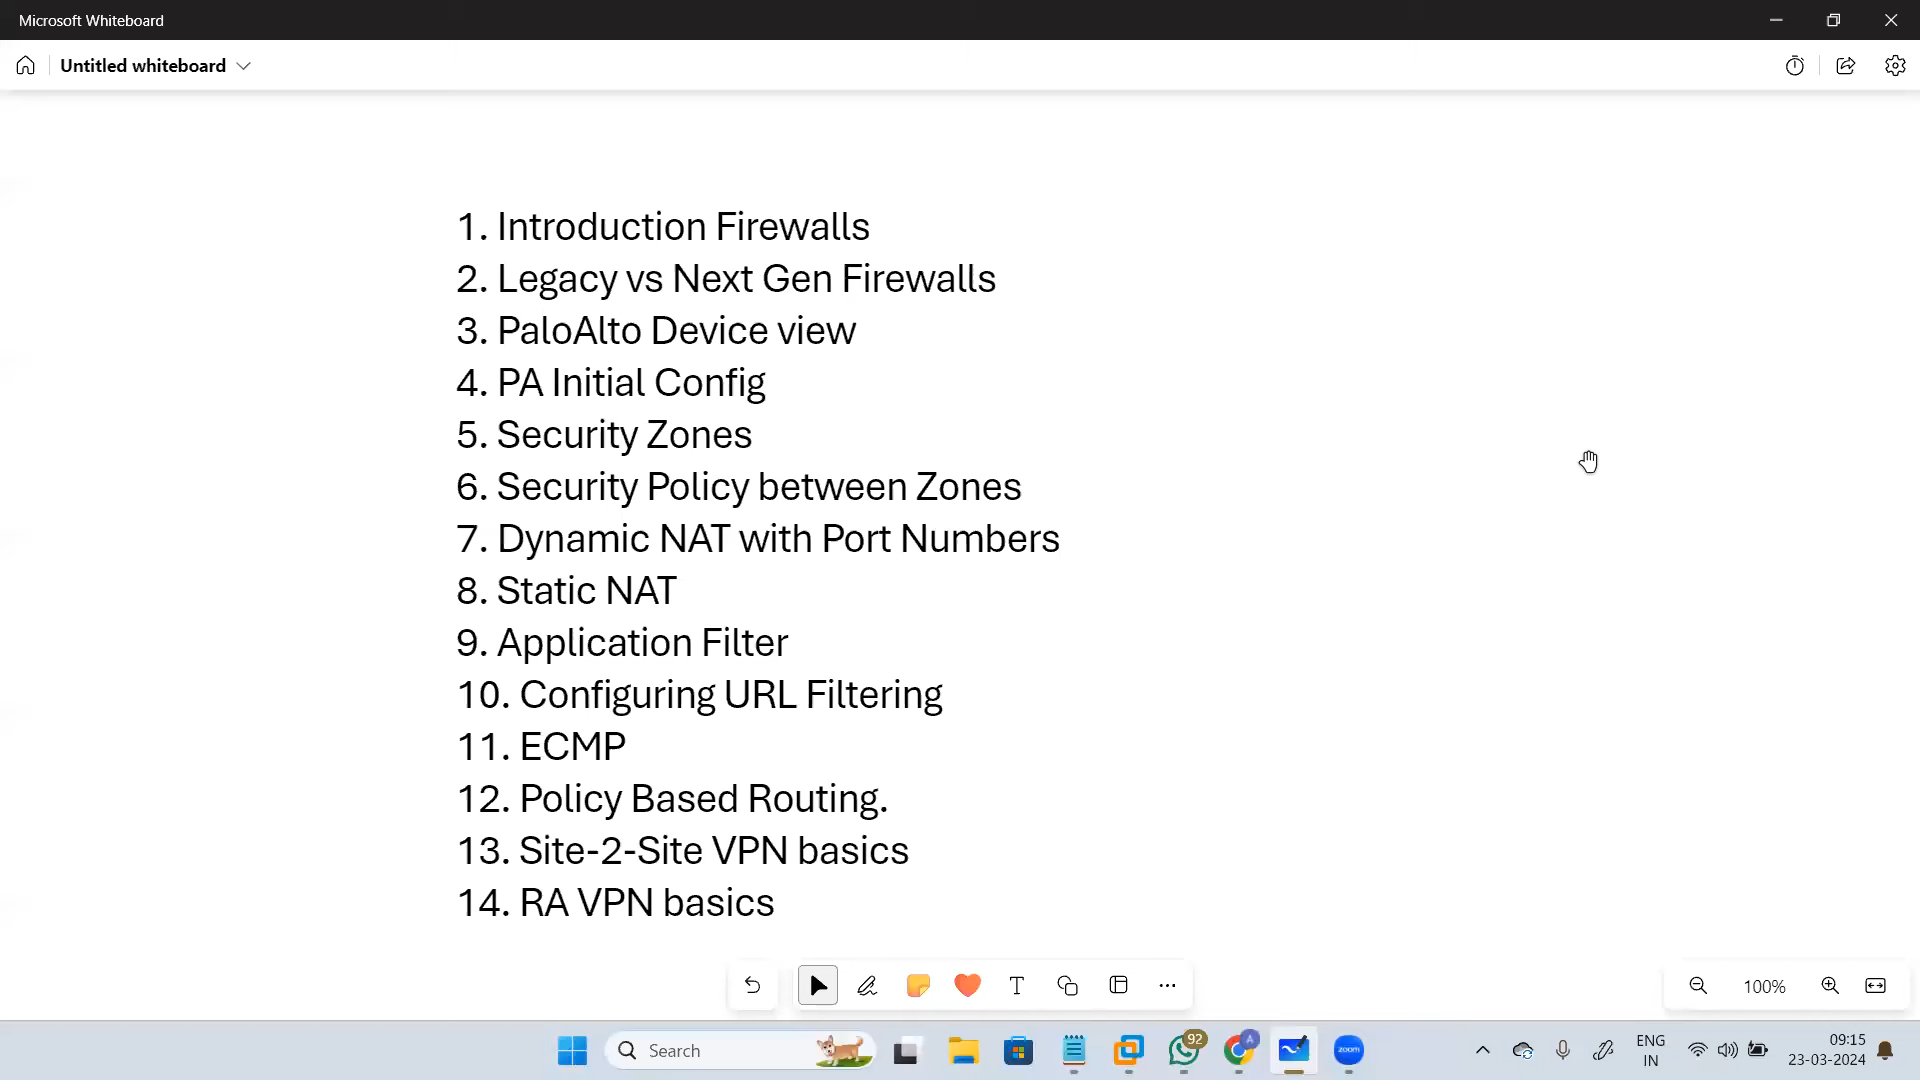 Microsoft Whiteboard
Untitled whiteboard
1. Introduction Firewalls
2. Legacy vs Next Gen Firewalls
3. PaloAlto Device view
4. PA Initial Config
5. Security Zones
6. Security Policy between Zones
7. Dynamic NAT with Port Numbers
8. Static NAT
9. Application Filter
10. Configuring URL Filtering
11. ECMP
12. Policy Based Routing.
13. Site-2-Site VPN basics
14. RA VPN basics
100%
Search
92
A
zoom
ENG
IN
09:15
23-03-2024